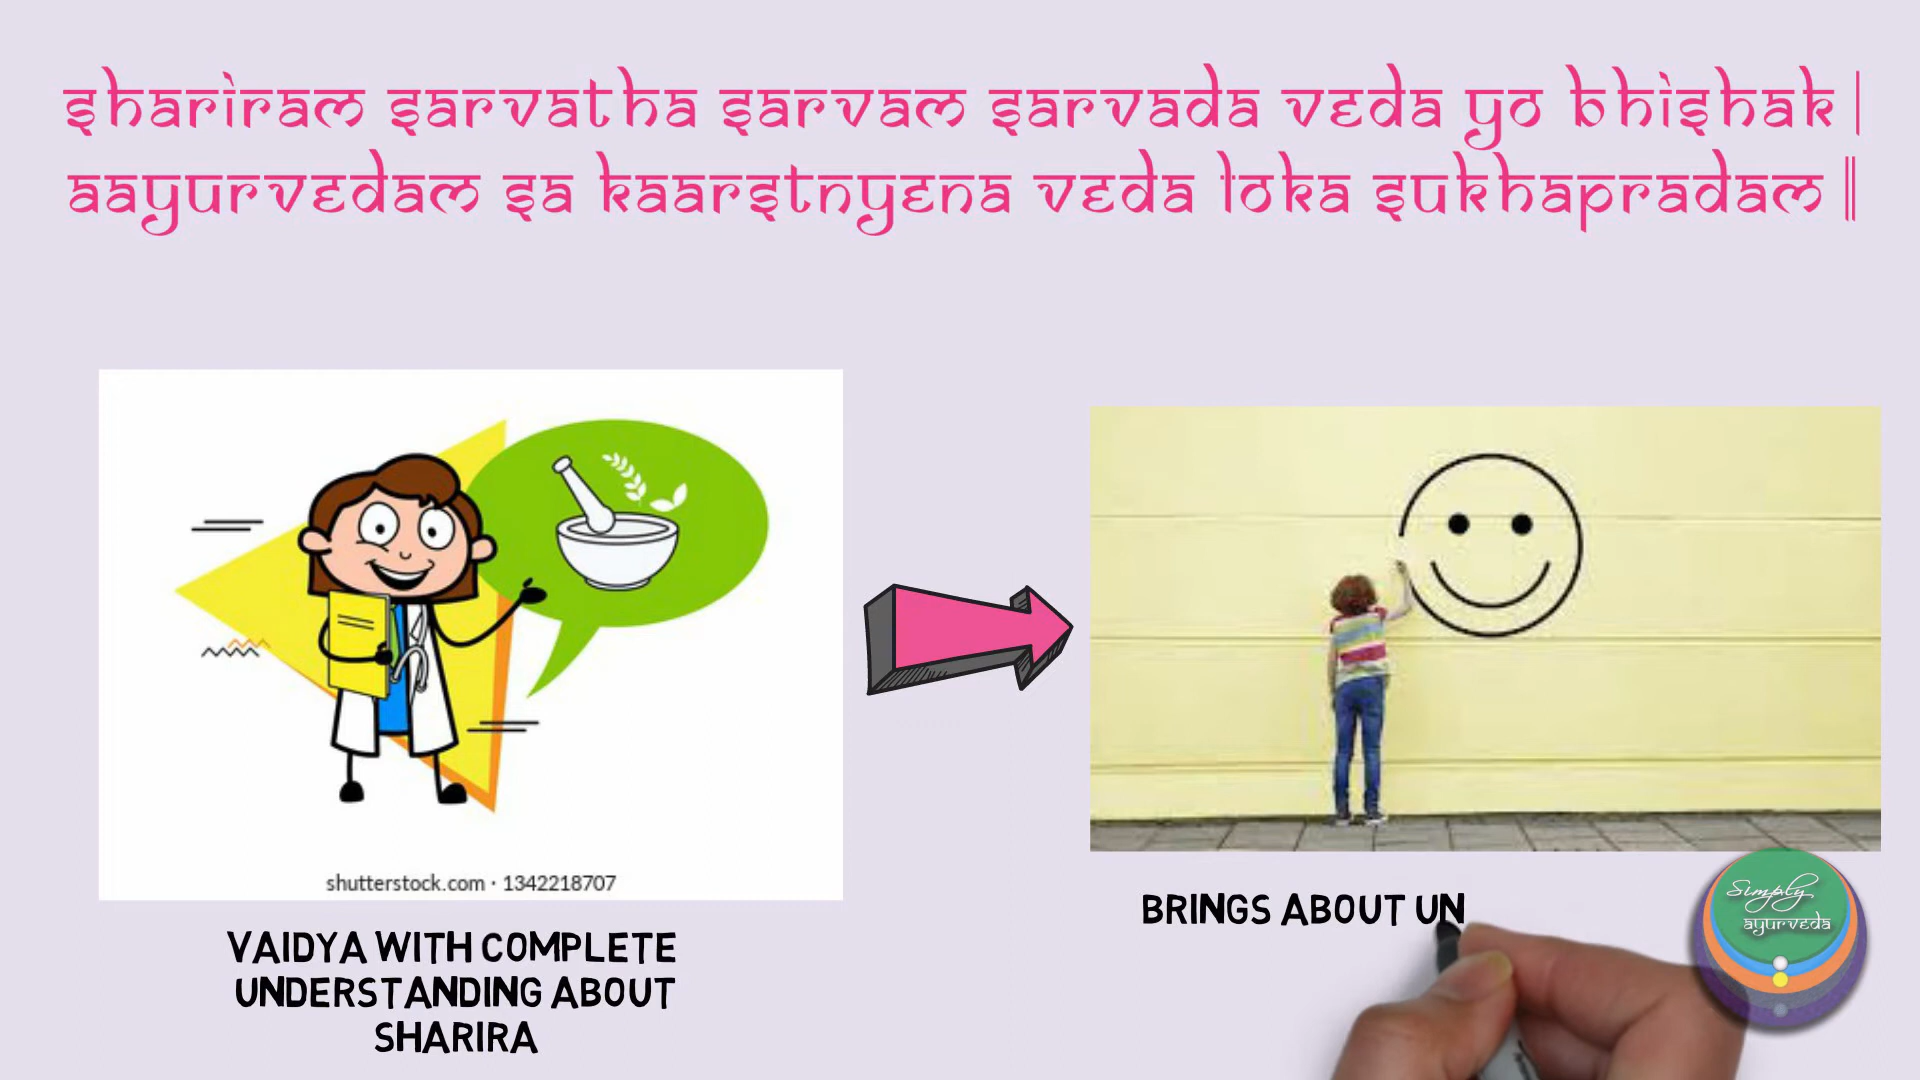 shariram sarvatha sarvam sarvada veda yo bhishak |
aayurvedam sa kaarstnyena veda loka sukhapradam ||
shutterstock.com · 1342218707
VAIDYA WITH COMPLETE
UNDERSTANDING ABOUT
SHARIRA
BRINGS ABOUT UN
Simply
ayurveda